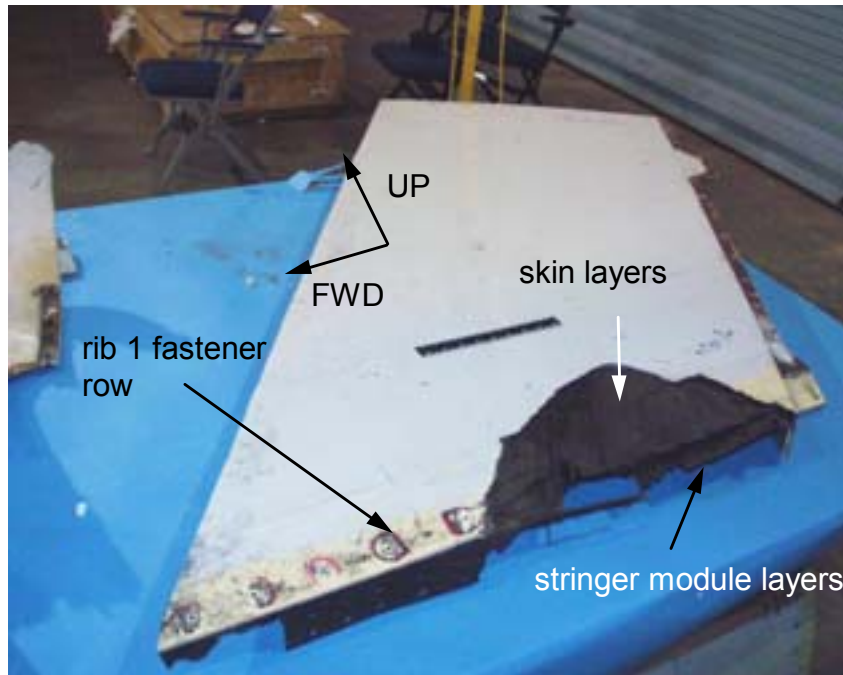 UP
FWD
skin layers
rib 1 fastener
row
stringer module layers